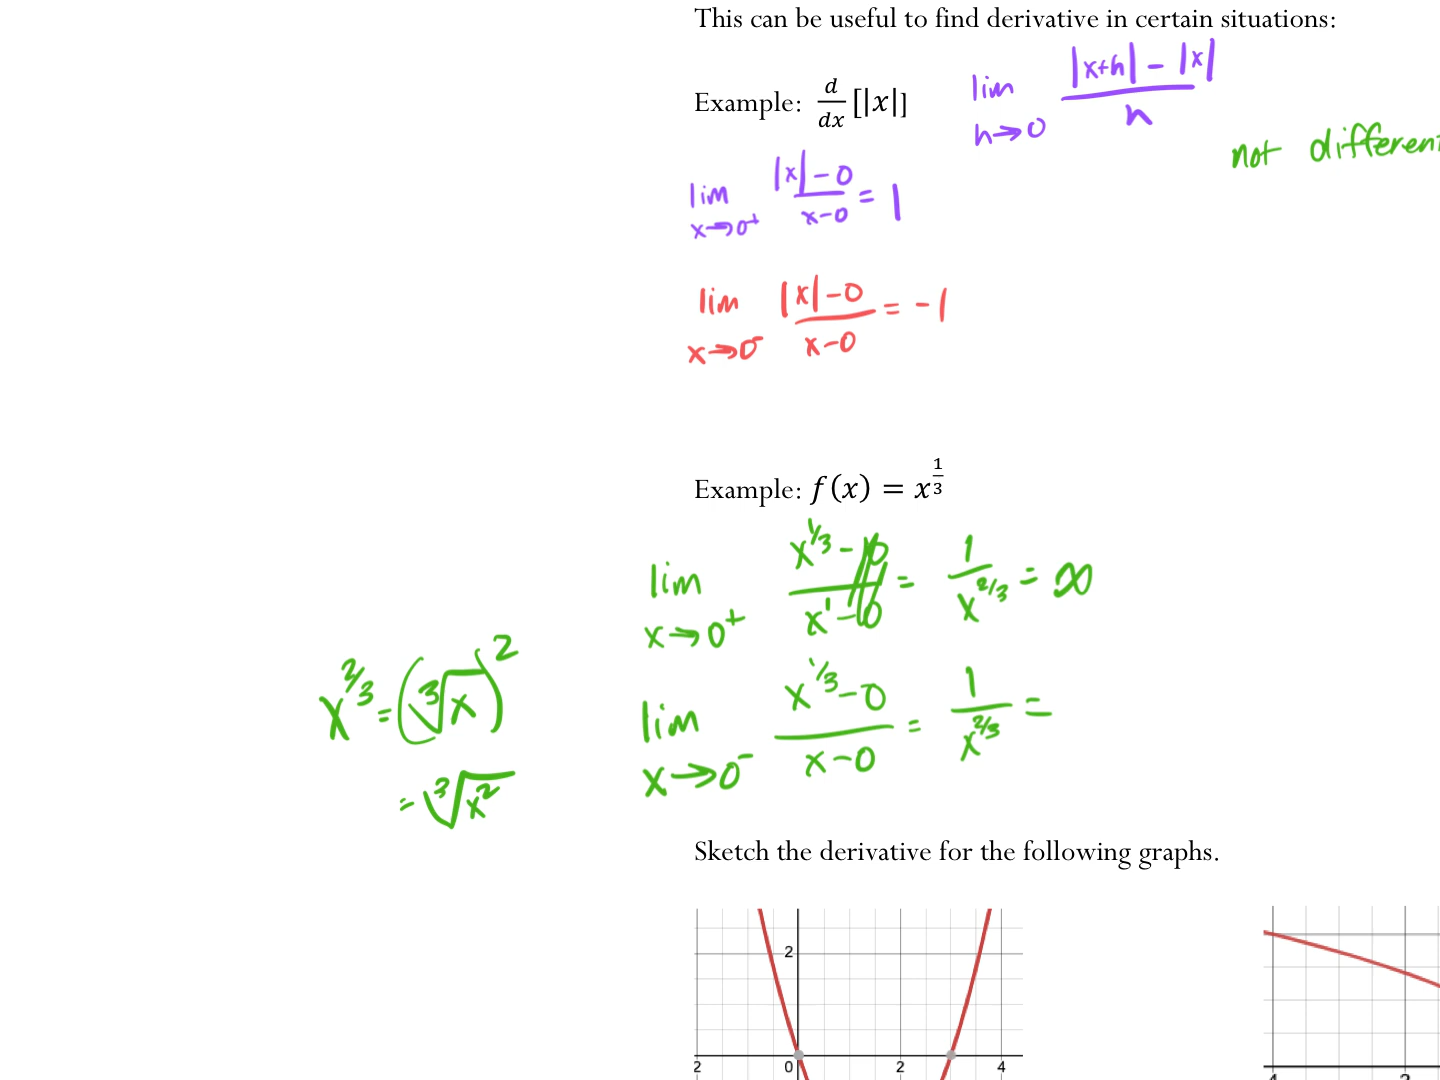 This can be useful to find derivative in certain situations:
Example: d/dx [|x|]
lim h→0 (|x+h| - |x|)/h
not differen
lim x→0⁺ (|x|-0)/(x-0) = 1
lim x→0⁻ (|x|-0)/(x-0) = -1
Example: f(x) = x^(1/3)
lim x→0⁺ (x^(1/3) - 0)/(x^1 - 0) = 1/x^(2/3) = ∞
lim x→0⁻ (x^(1/3) - 0)/(x-0) = 1/x^(2/3) =
x^(2/3) = (∛x)^2
= ∛x²
Sketch the derivative for the following graphs.
2
2 0 2 4